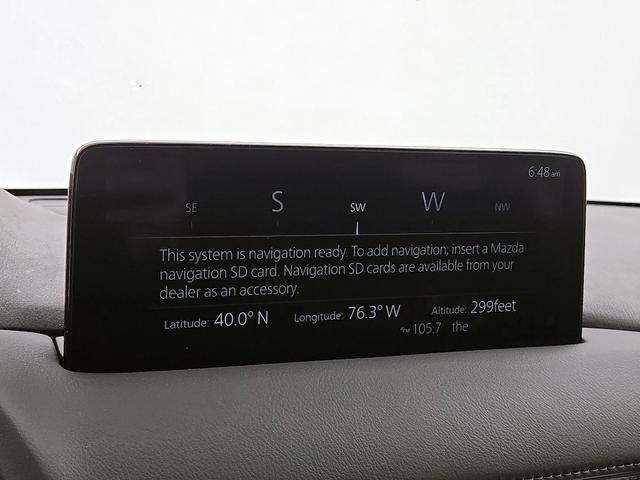 6:48am
SE S SW W NW
This system is navigation ready. To add navigation, insert a Mazda
navigation SD card. Navigation SD cards are available from your
dealer as an accessory.
Latitude: 40.0° N Longitude: 76.3° W Altitude: 299feet
FM 105.7 the